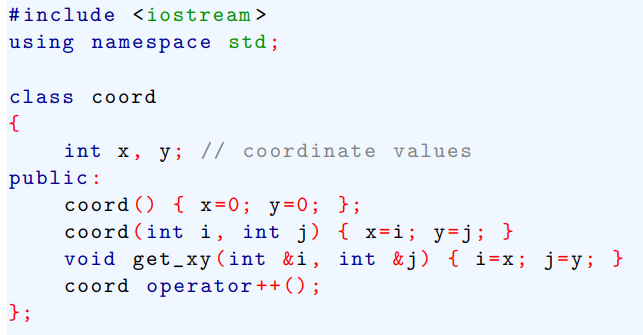 #include <iostream>
using namespace std;
class coord
{
int x, y; // coordinate values
public:
coord() { x=0; y=0; };
coord(int i, int j) { x=i; y=j; }
void get_xy(int &i, int &j) { i=x; j=y; }
coord operator++();
};